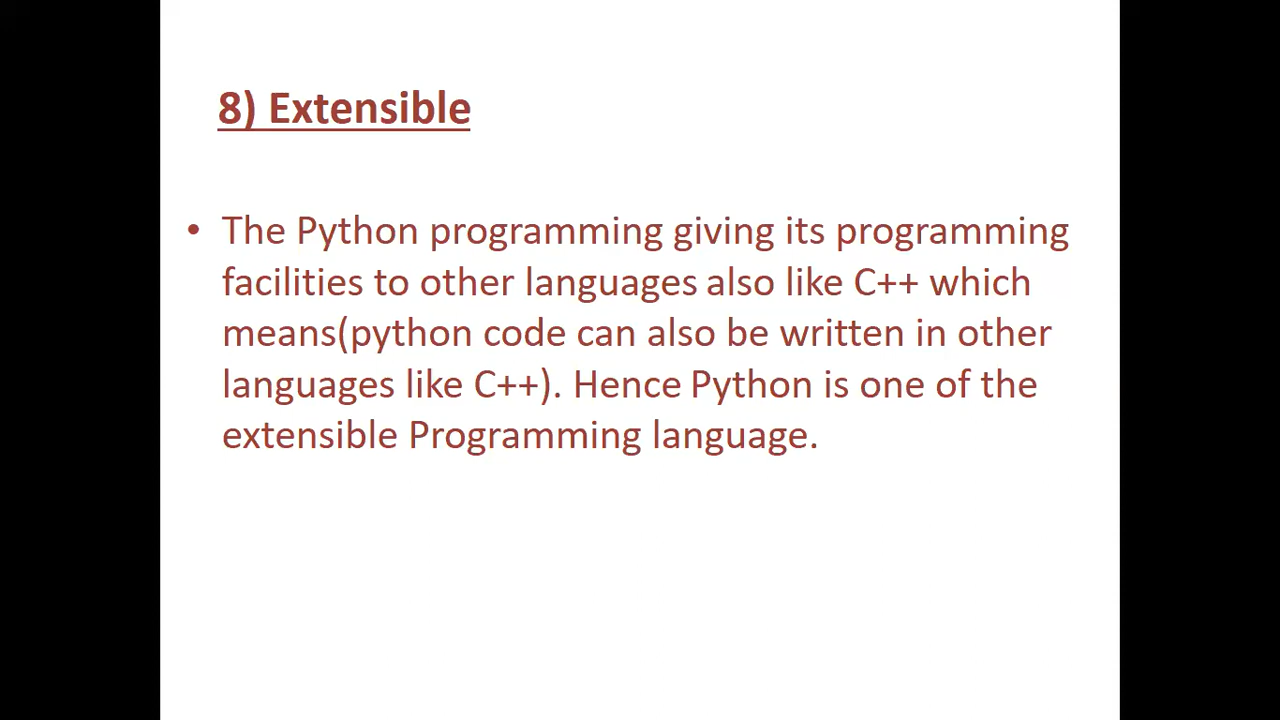 8) Extensible
• The Python programming giving its programming
facilities to other languages also like C++ which
means(python code can also be written in other
languages like C++). Hence Python is one of the
extensible Programming language.